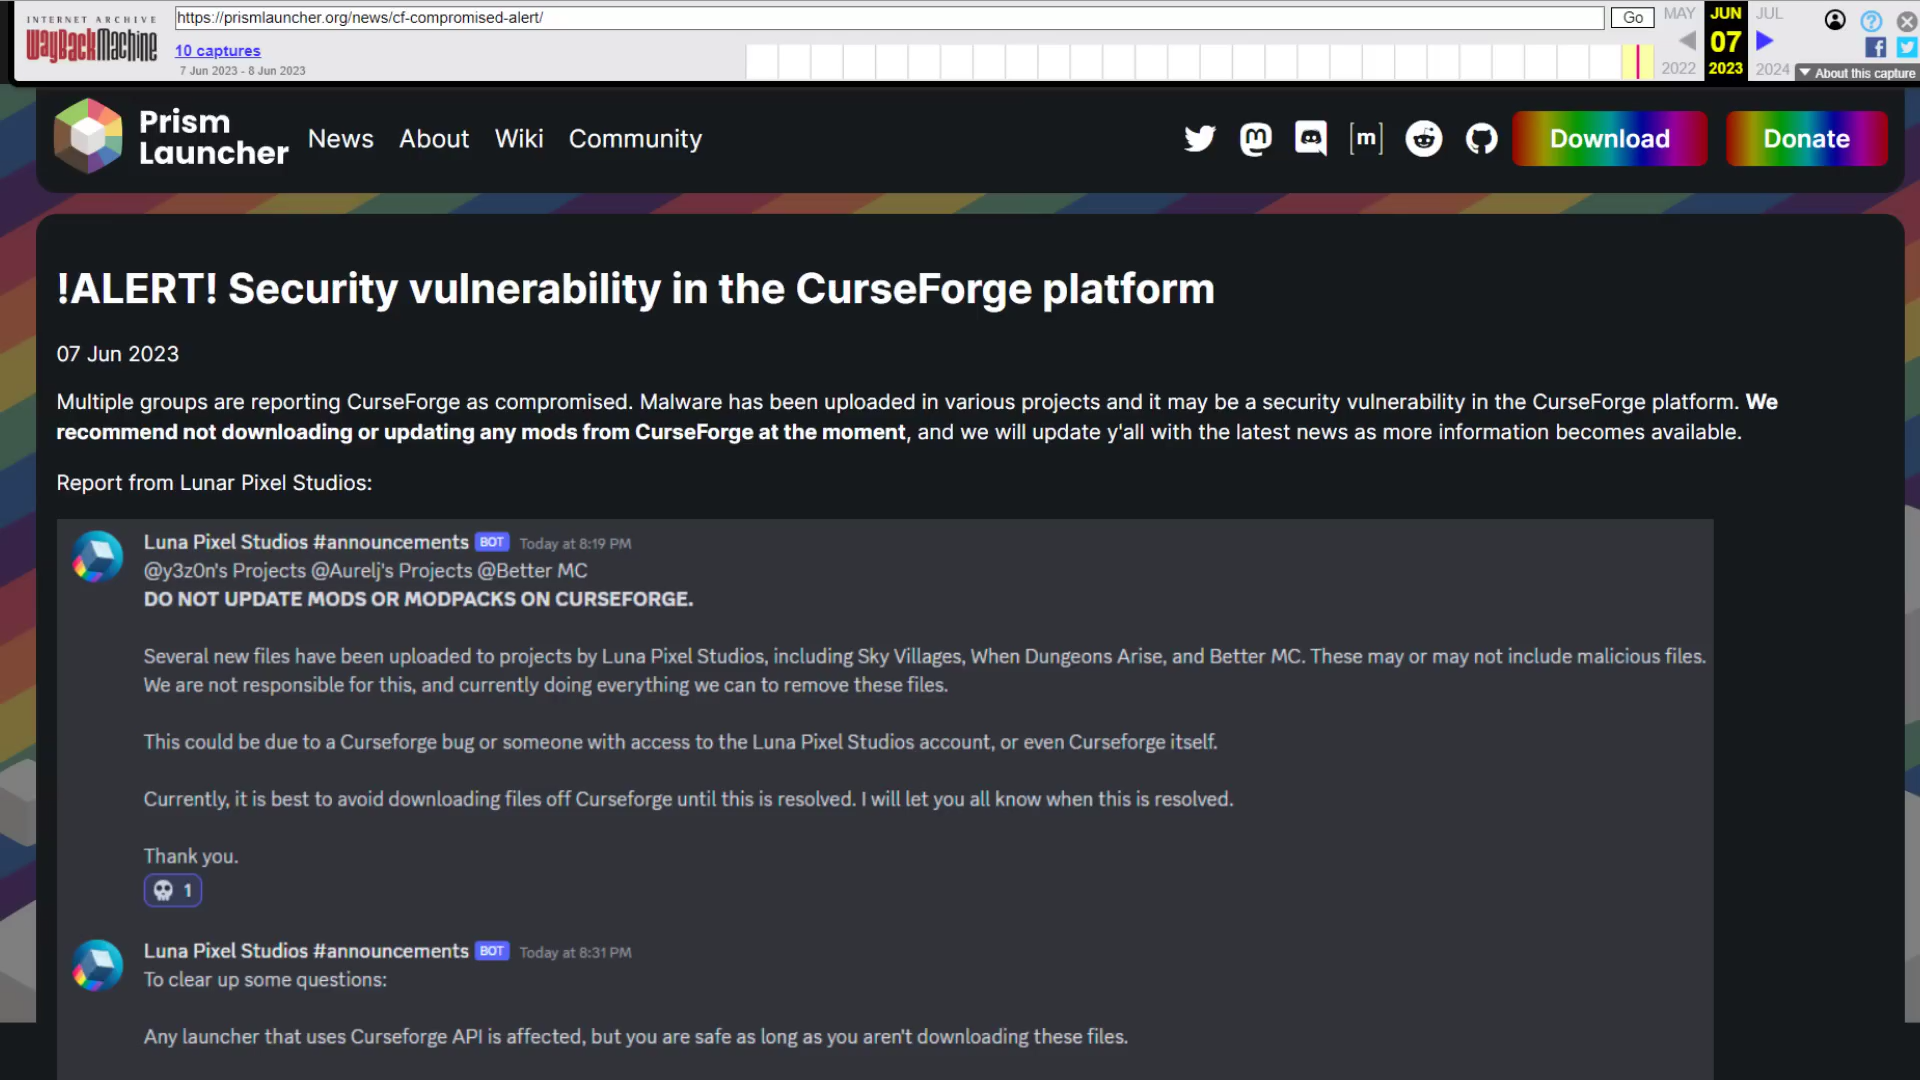 INTERNET ARCHIVE
WayBackMachine
https://prismlauncher.org/news/cf-compromised-alert/
Go
10 captures
7 Jun 2023 - 8 Jun 2023
MAY JUN JUL
07
2022 2023 2024
About this capture
Prism
Launcher
News About Wiki Community
[m]
Download Donate
!ALERT! Security vulnerability in the CurseForge platform
07 Jun 2023
Multiple groups are reporting CurseForge as compromised. Malware has been uploaded in various projects and it may be a security vulnerability in the CurseForge platform. We
recommend not downloading or updating any mods from CurseForge at the moment, and we will update y'all with the latest news as more information becomes available.
Report from Lunar Pixel Studios:
Luna Pixel Studios #announcements BOT Today at 8:19 PM
@y3z0n's Projects @Aurelj's Projects @Better MC
DO NOT UPDATE MODS OR MODPACKS ON CURSEFORGE.
Several new files have been uploaded to projects by Luna Pixel Studios, including Sky Villages, When Dungeons Arise, and Better MC. These may or may not include malicious files.
We are not responsible for this, and currently doing everything we can to remove these files.
This could be due to a Curseforge bug or someone with access to the Luna Pixel Studios account, or even Curseforge itself.
Currently, it is best to avoid downloading files off Curseforge until this is resolved. I will let you all know when this is resolved.
Thank you.
1
Luna Pixel Studios #announcements BOT Today at 8:31 PM
To clear up some questions:
Any launcher that uses Curseforge API is affected, but you are safe as long as you aren't downloading these files.